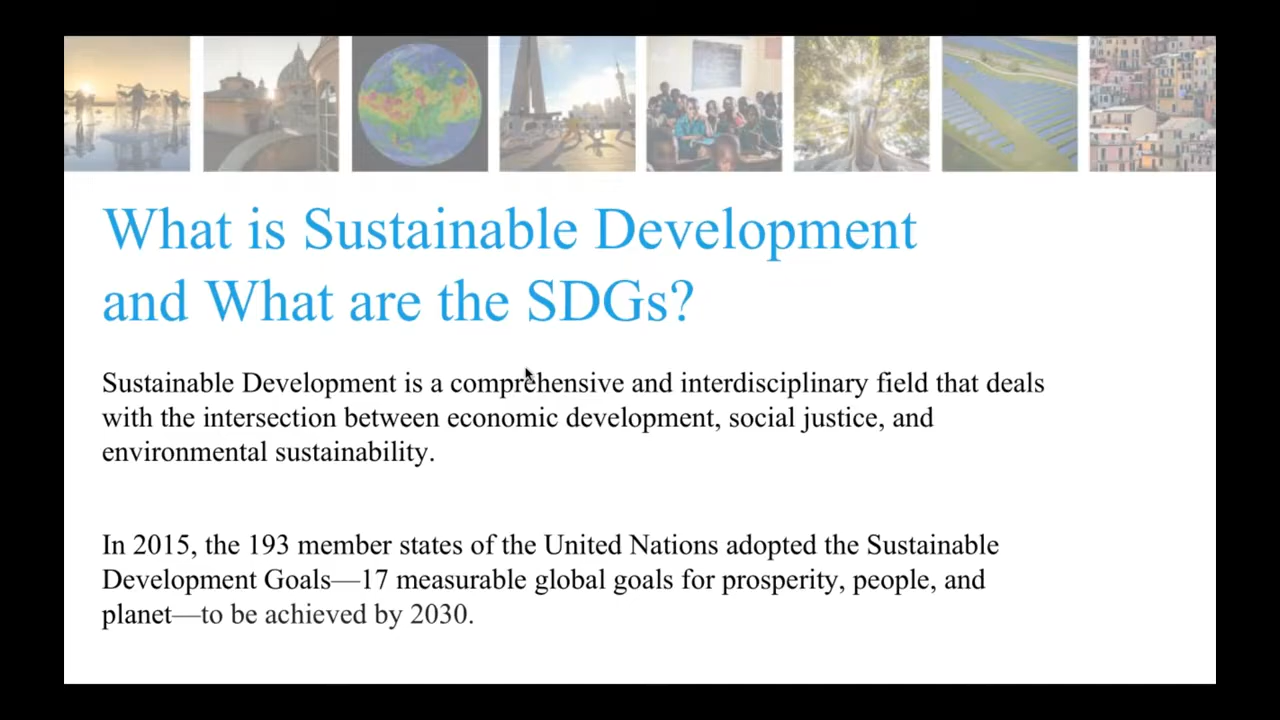 What is Sustainable Development
and What are the SDGs?
Sustainable Development is a comprehensive and interdisciplinary field that deals
with the intersection between economic development, social justice, and
environmental sustainability.
In 2015, the 193 member states of the United Nations adopted the Sustainable
Development Goals—17 measurable global goals for prosperity, people, and
planet—to be achieved by 2030.